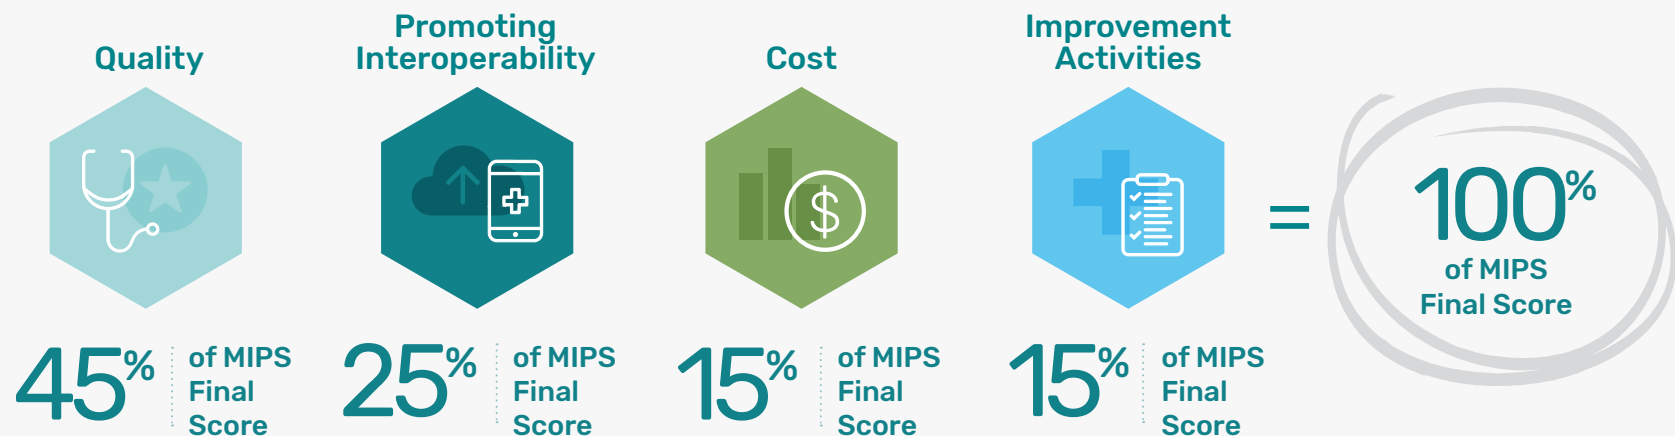 Quality
45%
of MIPS
Final
Score
Promoting
Interoperability
25%
of MIPS
Final
Score
Cost
15%
of MIPS
Final
Score
Improvement
Activities
15%
of MIPS
Final
Score
=
100%
of MIPS
Final Score